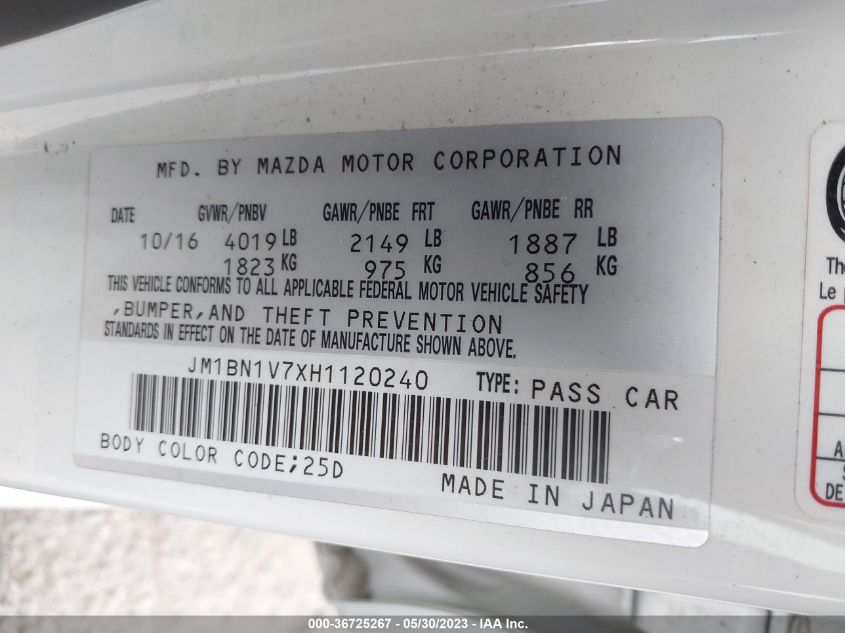 MFD. BY MAZDA MOTOR CORPORATION
DATE GVWR/PNBV GAWR/PNBE FRT GAWR/PNBE RR
10/16 4019 LB 2149 LB 1887 LB
1823 KG 975 KG 856 KG
THIS VEHICLE CONFORMS TO ALL APPLICABLE FEDERAL MOTOR VEHICLE SAFETY
,BUMPER,AND THEFT PREVENTION
STANDARDS IN EFFECT ON THE DATE OF MANUFACTURE SHOWN ABOVE.
JM1BN1V7XH1120240 TYPE: PASS CAR
BODY COLOR CODE;25D
MADE IN JAPAN
Le
DE
000-36725267 - 05/30/2023 - IAA Inc.